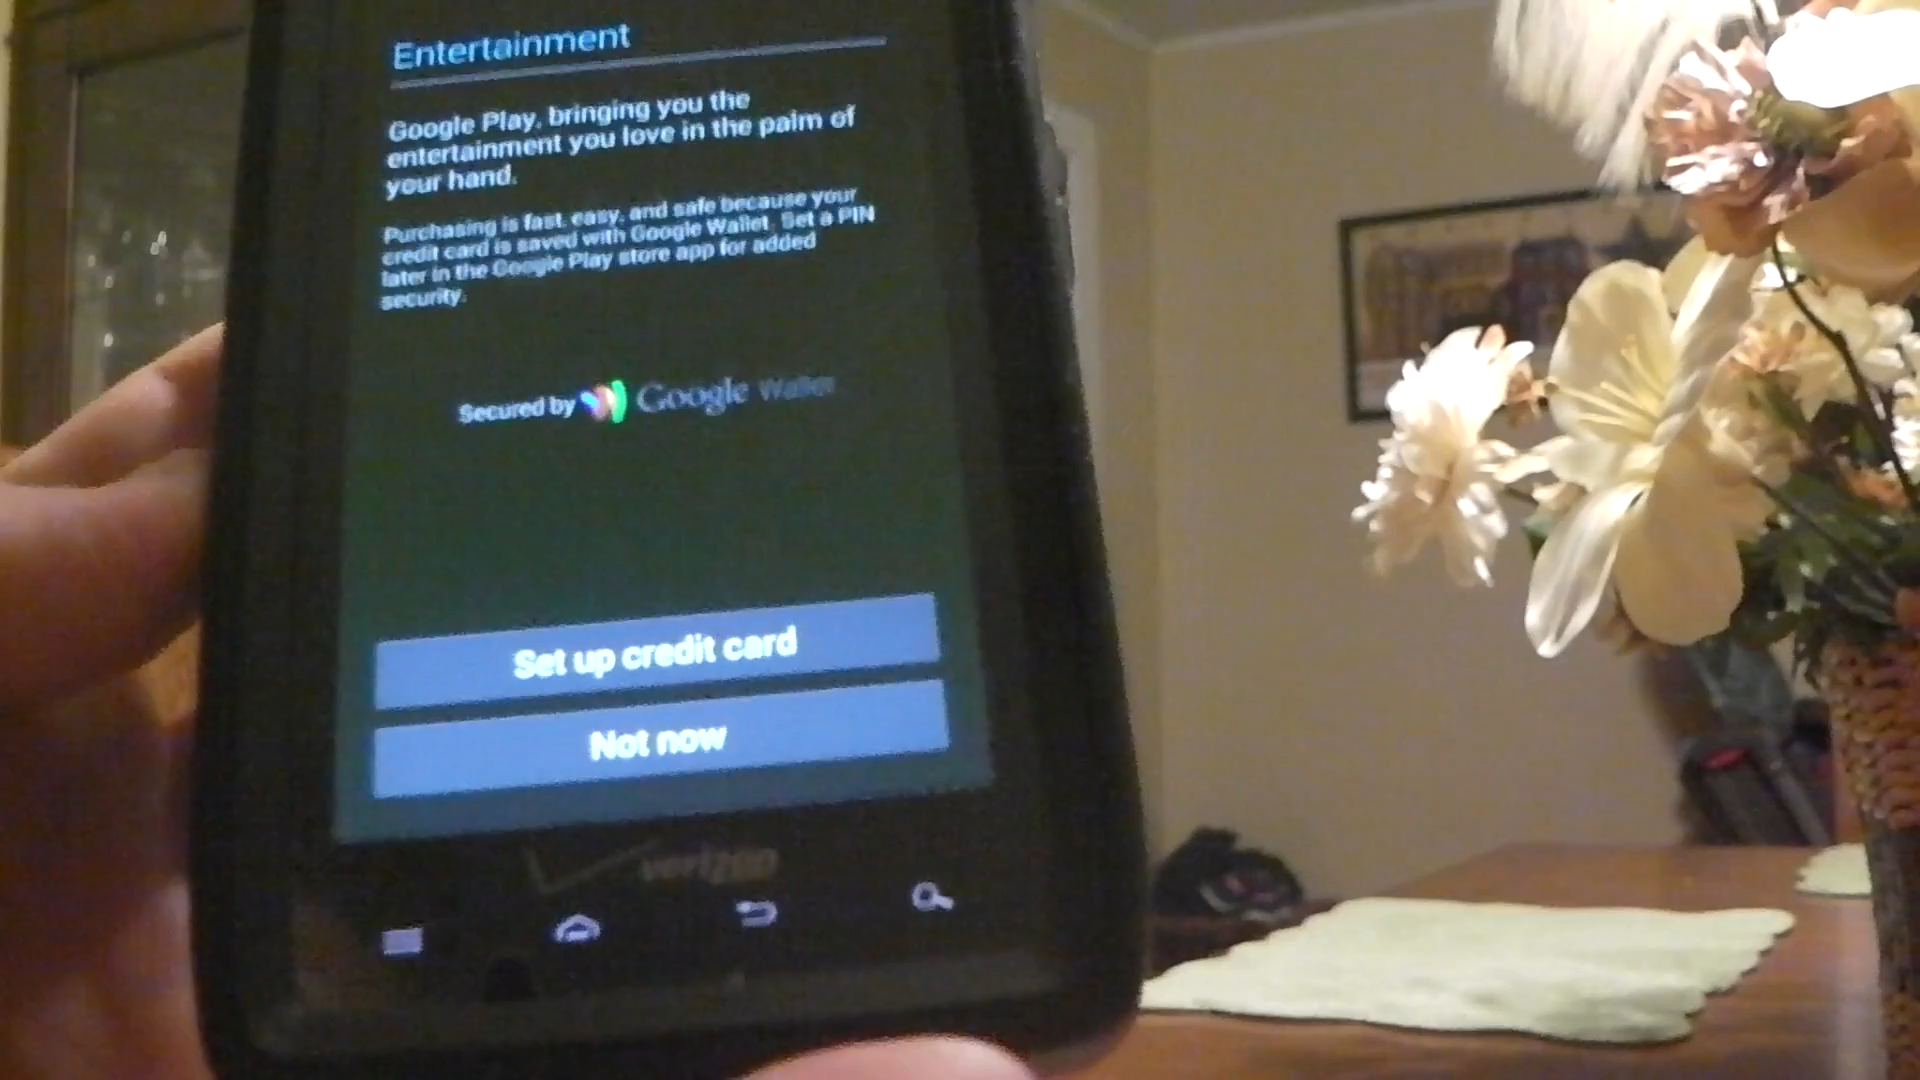 Entertainment
Google Play, bringing you the
entertainment you love in the palm of
your hand.
Purchasing is fast, easy, and safe because your
credit card is saved with Google Wallet. Set a PIN
later in the Google Play store app for added
security.
Secured by Google Wallet
Set up credit card
Not now
verizon